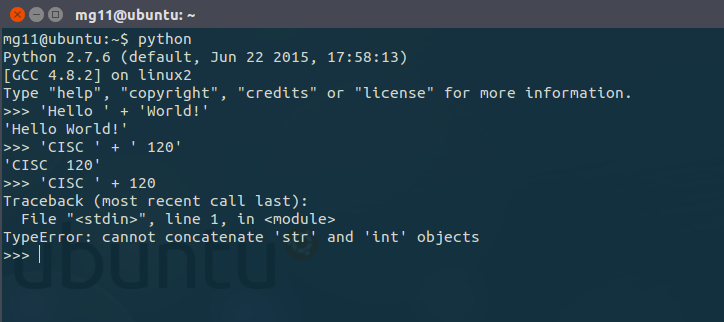 mg11@ubuntu: ~
mg11@ubuntu:~$ python
Python 2.7.6 (default, Jun 22 2015, 17:58:13)
[GCC 4.8.2] on linux2
Type "help", "copyright", "credits" or "license" for more information.
>>> 'Hello ' + 'World!'
'Hello World!'
>>> 'CISC ' + ' 120'
'CISC  120'
>>> 'CISC ' + 120
Traceback (most recent call last):
  File "<stdin>", line 1, in <module>
TypeError: cannot concatenate 'str' and 'int' objects
>>>
ubuntu